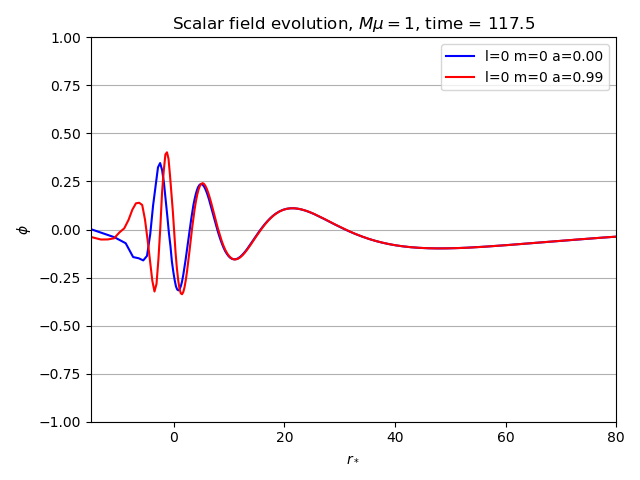 Scalar field evolution, Mμ = 1, time = 117.5
1.00
0.75
0.50
0.25
0.00
−0.25
−0.50
−0.75
−1.00
ϕ
l=0 m=0 a=0.00
l=0 m=0 a=0.99
0 20 40 60 80
r*